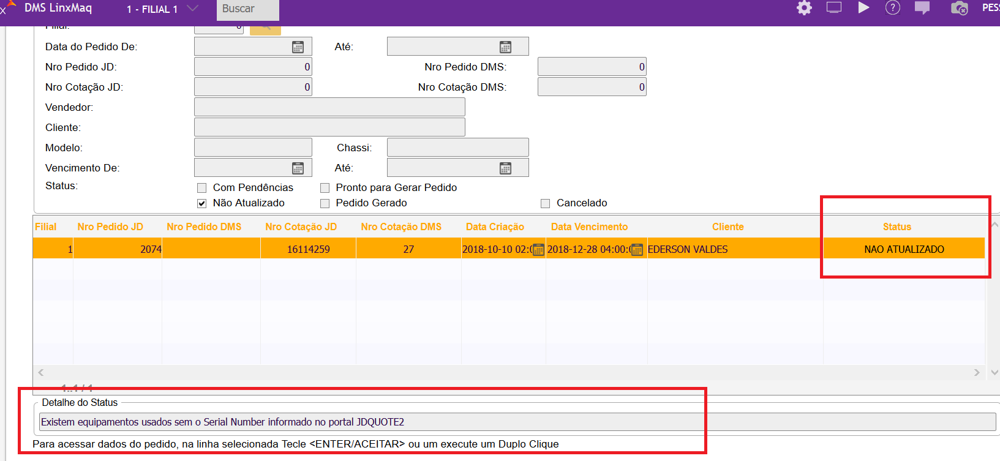 DMS LinxMaq 1 - FILIAL 1 Buscar ? PES
Filial: 0
Data do Pedido De: Até:
Nro Pedido JD: 0 Nro Pedido DMS: 0
Nro Cotação JD: 0 Nro Cotação DMS: 0
Vendedor:
Cliente:
Modelo: Chassi:
Vencimento De: Até:
Status: Com Pendências Pronto para Gerar Pedido
Não Atualizado Pedido Gerado Cancelado
Filial Nro Pedido JD Nro Pedido DMS Nro Cotação JD Nro Cotação DMS Data Criação Data Vencimento Cliente Status
1 2074 16114259 27 2018-10-10 02:0 2018-12-28 04:00:0 EDERSON VALDES NAO ATUALIZADO
1..1 / 1
Detalhe do Status
Existem equipamentos usados sem o Serial Number informado no portal JDQUOTE2
Para acessar dados do pedido, na linha selecionada Tecle <ENTER/ACEITAR> ou um execute um Duplo Clique